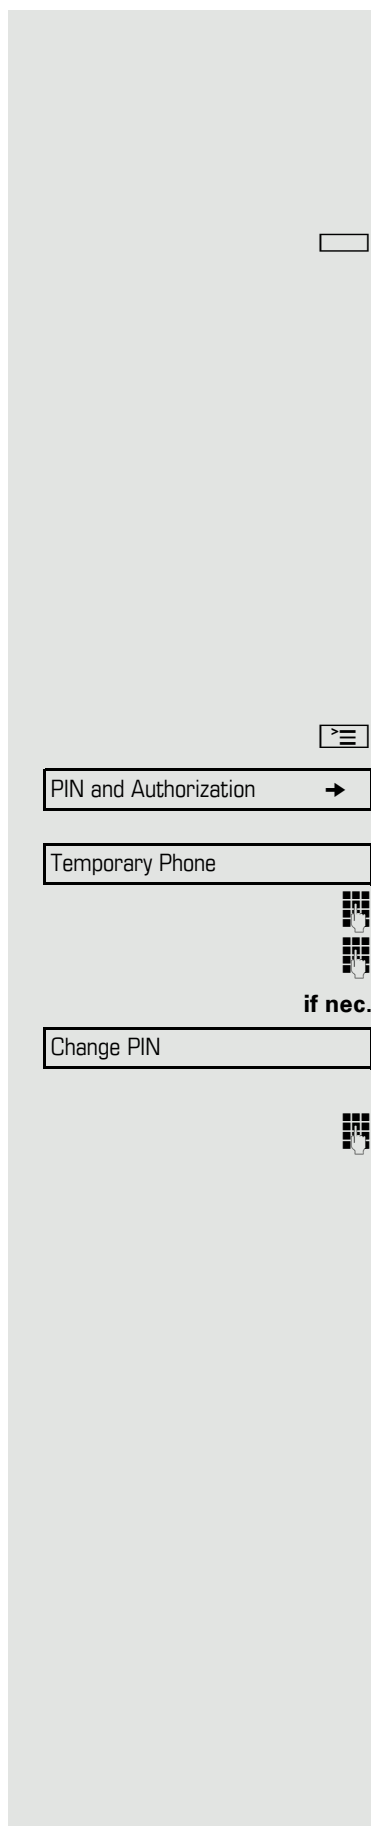 PIN and Authorization →
Temporary Phone
if nec.
Change PIN